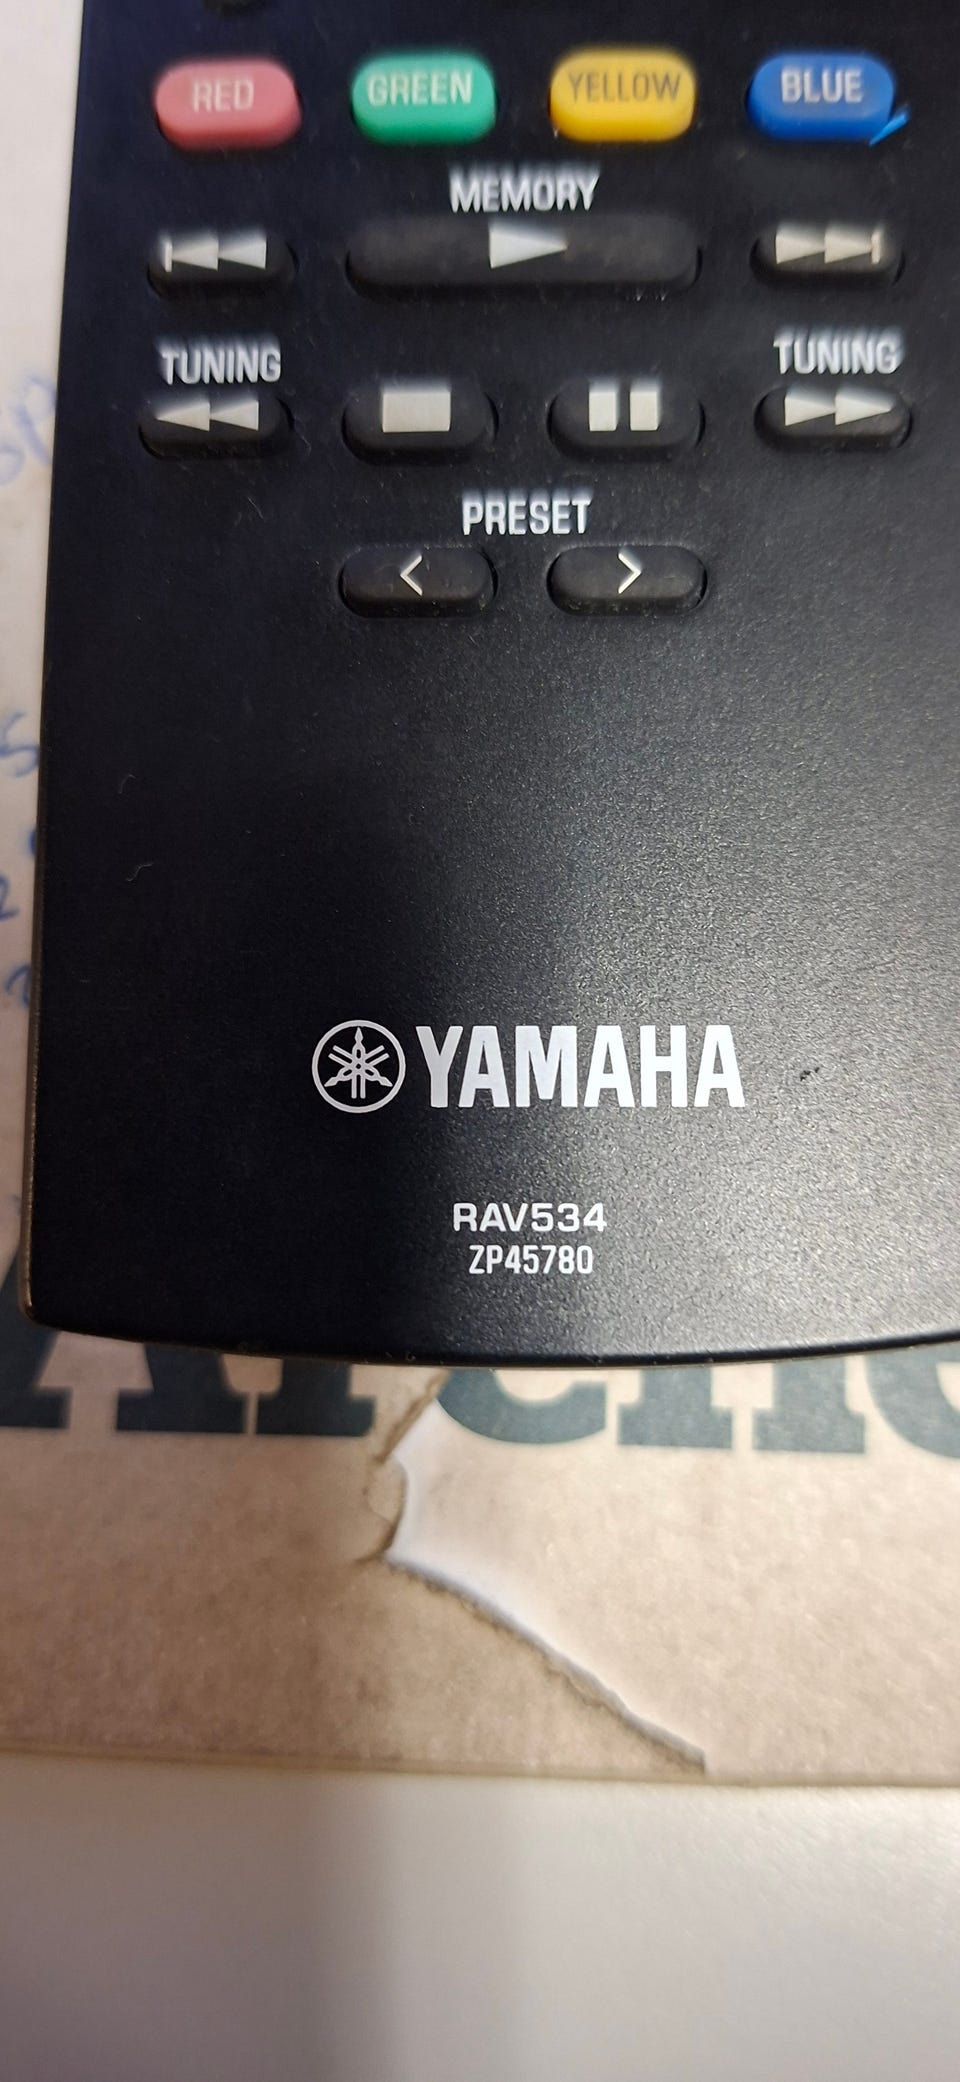 RED GREEN YELLOW BLUE
MEMORY
TUNING TUNING
PRESET
YAMAHA
RAV534
ZP45780